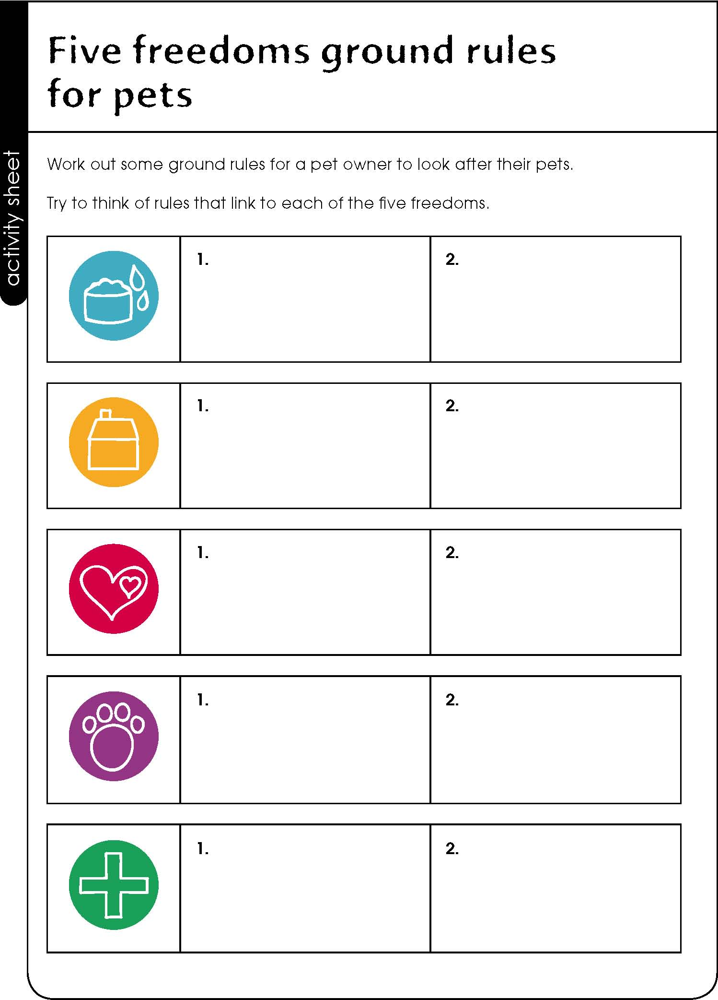 Five freedoms ground rules
for pets
activity sheet
Work out some ground rules for a pet owner to look after their pets.
Try to think of rules that link to each of the five freedoms.
1.
2.
1.
2.
1.
2.
1.
2.
1.
2.